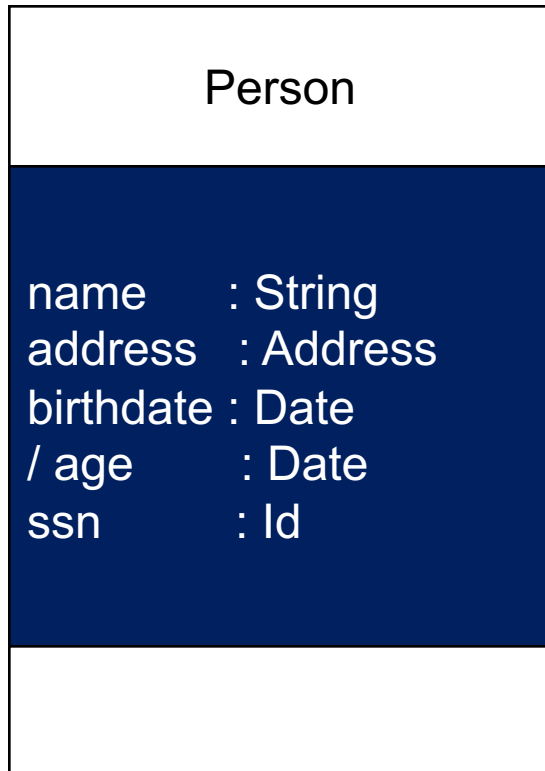 Person
name : String
address : Address
birthdate : Date
/ age : Date
ssn : Id